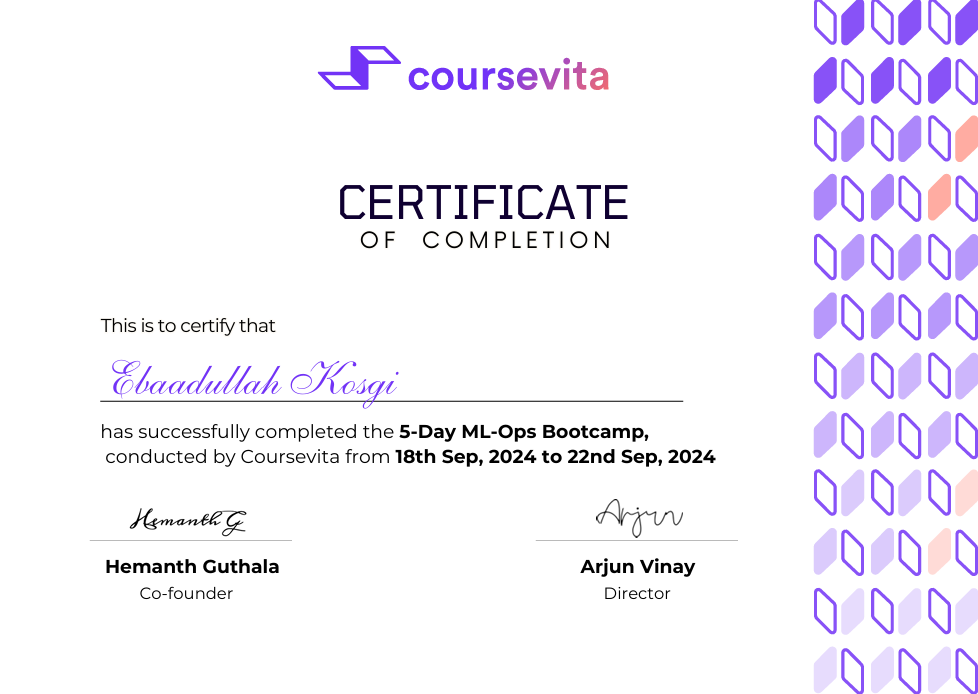 coursevita
CERTIFICATE
OF COMPLETION
This is to certify that
Ebaadullah Kosgi
has successfully completed the 5-Day ML-Ops Bootcamp,
conducted by Coursevita from 18th Sep, 2024 to 22nd Sep, 2024
Hemanth G
Arjun
Hemanth Guthala
Arjun Vinay
Co-founder
Director